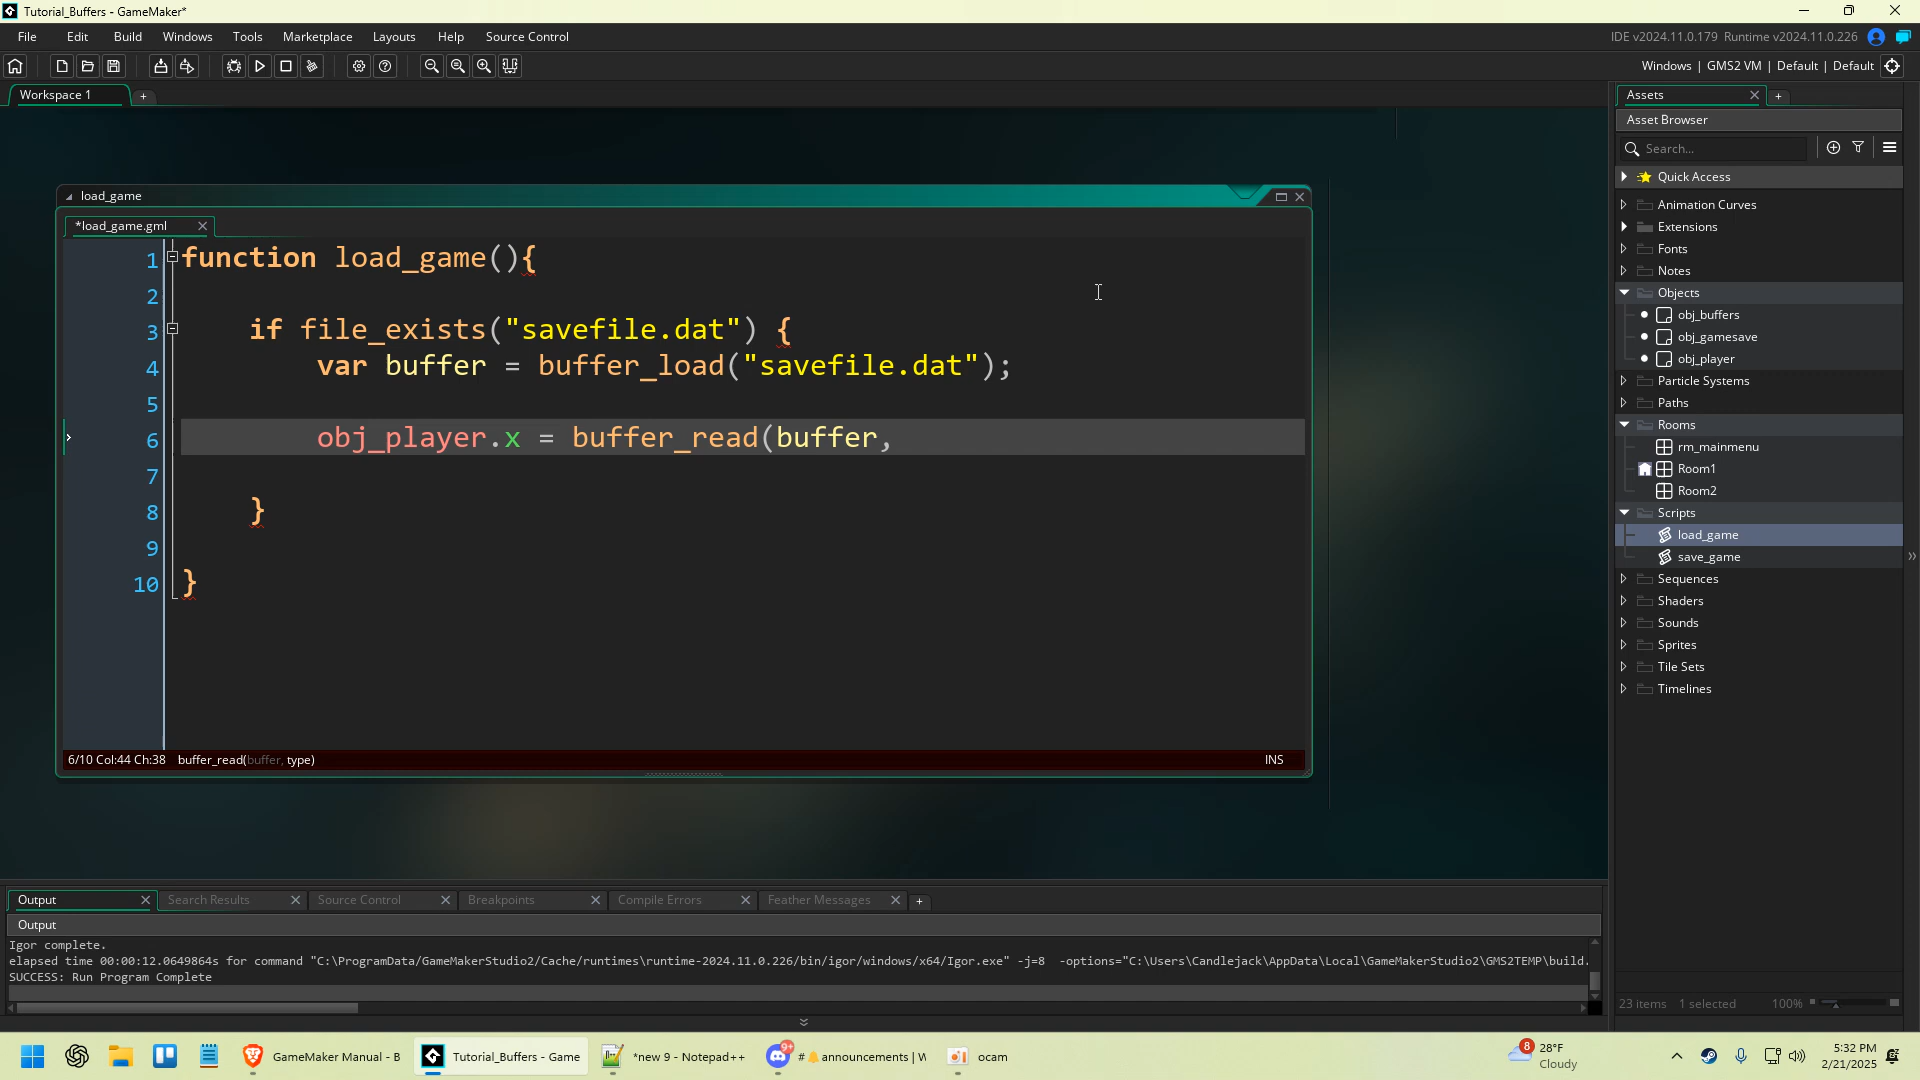 Tutorial_Buffers - GameMaker*
File Edit Build Windows Tools Marketplace Layouts Help Source Control
IDE v2024.11.0.179 Runtime v2024.11.0.226
Windows | GMS2 VM | Default | Default
Workspace 1
+
load_game
*load_game.gml
1 function load_game(){
2
3 if file_exists("savefile.dat") {
4 var buffer = buffer_load("savefile.dat");
5
6 obj_player.x = buffer_read(buffer,
7
8 }
9
10 }
6/10 Col:44 Ch:38 buffer_read(buffer, type) INS
Assets
+
Asset Browser
Search...
Quick Access
Animation Curves
Extensions
Fonts
Notes
Objects
obj_buffers
obj_gamesave
obj_player
Particle Systems
Paths
Rooms
rm_mainmenu
Room1
Room2
Scripts
load_game
save_game
Sequences
Shaders
Sounds
Sprites
Tile Sets
Timelines
23 items 1 selected 100%
Output Search Results Source Control Breakpoints Compile Errors Feather Messages +
Output
Igor complete.
elapsed time 00:00:12.0649864s for command "C:\ProgramData/GameMakerStudio2/Cache/runtimes\runtime-2024.11.0.226/bin/igor/windows/x64/Igor.exe" -j=8 -options="C:\Users\Candlejack\AppData\Local\GameMakerStudio2\GMS2TEMP\build.
SUCCESS: Run Program Complete
GameMaker Manual - B
Tutorial_Buffers - Game
*new 9 - Notepad++
9+
# 🔔announcements | W
ocam
8
28°F
Cloudy
5:32 PM
2/21/2025